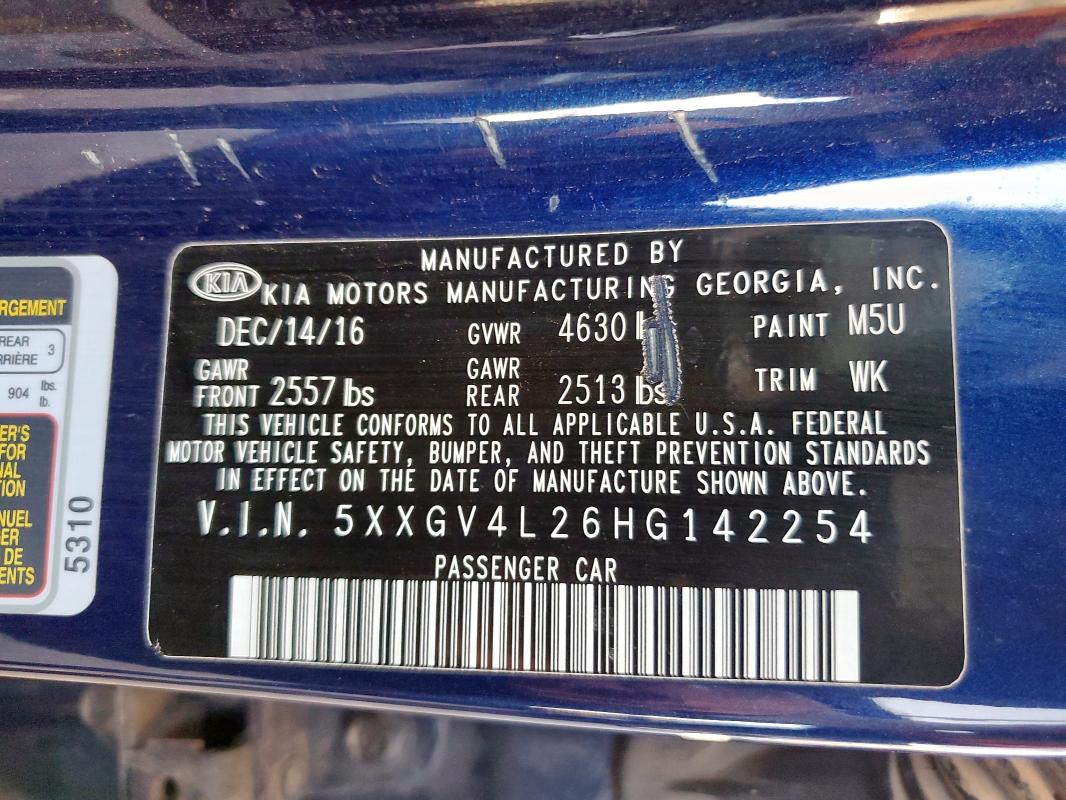 MANUFACTURED BY
KIA KIA MOTORS MANUFACTURING GEORGIA, INC.
DEC/14/16 GVWR 4630 PAINT M5U
GAWR FRONT 2557 lbs GAWR REAR 2513 lbs TRIM WK
THIS VEHICLE CONFORMS TO ALL APPLICABLE U.S.A. FEDERAL
MOTOR VEHICLE SAFETY, BUMPER, AND THEFT PREVENTION STANDARDS
IN EFFECT ON THE DATE OF MANUFACTURE SHOWN ABOVE.
V.I.N. 5XXGV4L26HG142254
PASSENGER CAR
REAR
3
904 lbs.
lb.
DE
5310